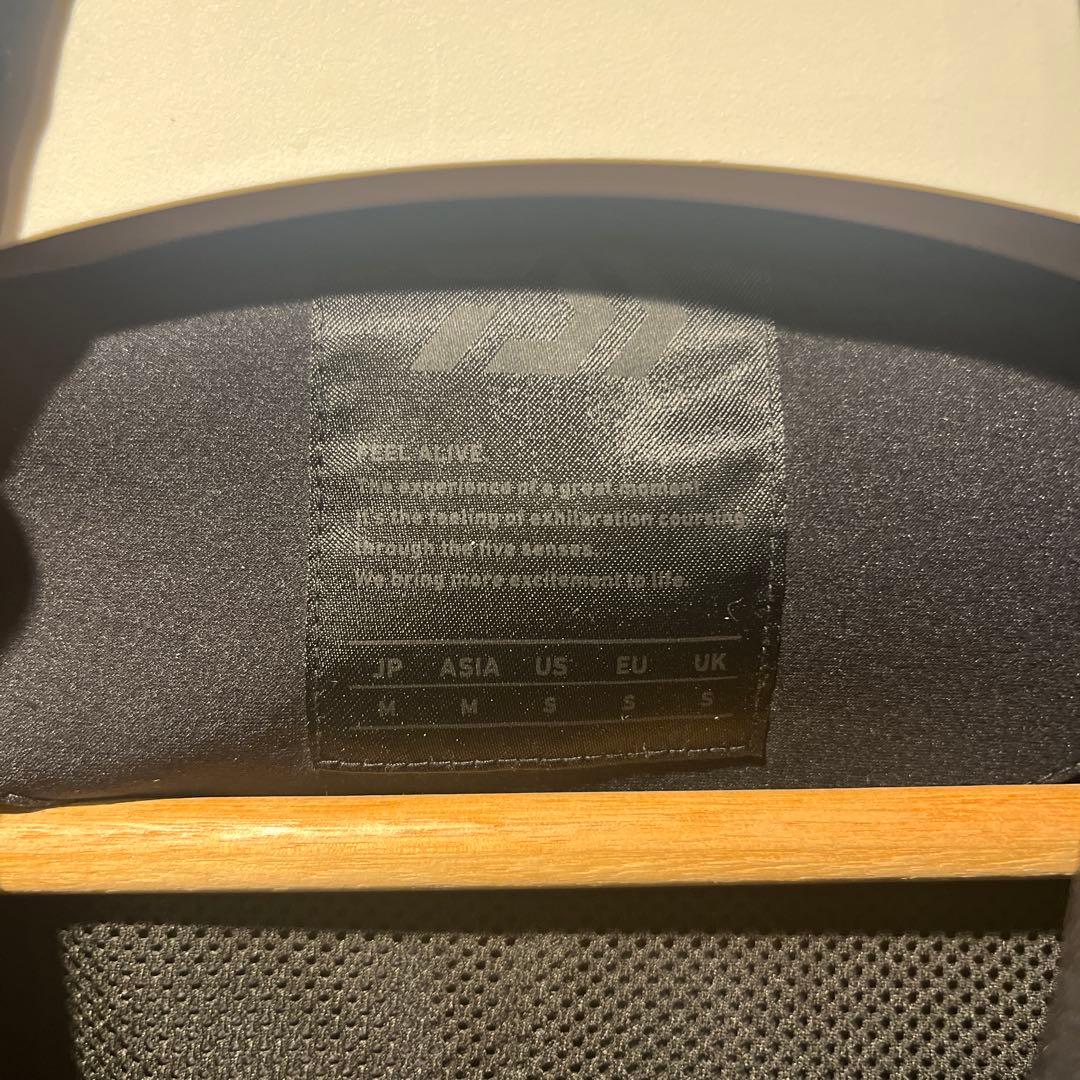 FEEL ALIVE.
The experience of a great moment
It's the feeling of exhilaration coursing
through the five senses.
We bring more excitement to life.
JP ASIA US EU UK
M M S S S